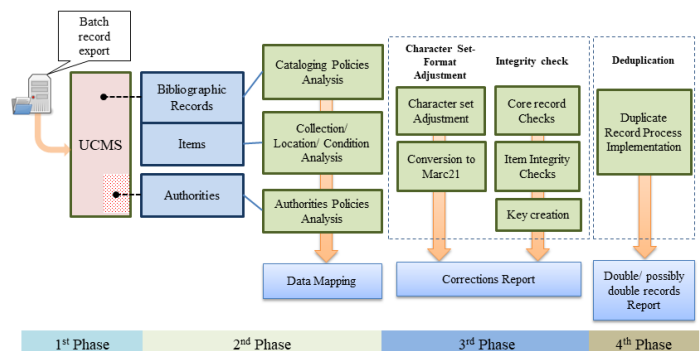 Batch
record
export
UCMS
Bibliographic
Records
Items
Authorities
Cataloging Policies
Analysis
Collection/
Location/ Condition
Analysis
Authorities Policies
Analysis
Data Mapping
Character Set-
Format
Adjustment
Character set
Adjustment
Conversion to
Marc21
Integrity check
Core record
Checks
Item Integrity
Checks
Key creation
Corrections Report
Deduplication
Duplicate
Record Process
Implementation
Double/ possibly
double records
Report
1st Phase
2nd Phase
3rd Phase
4th Phase